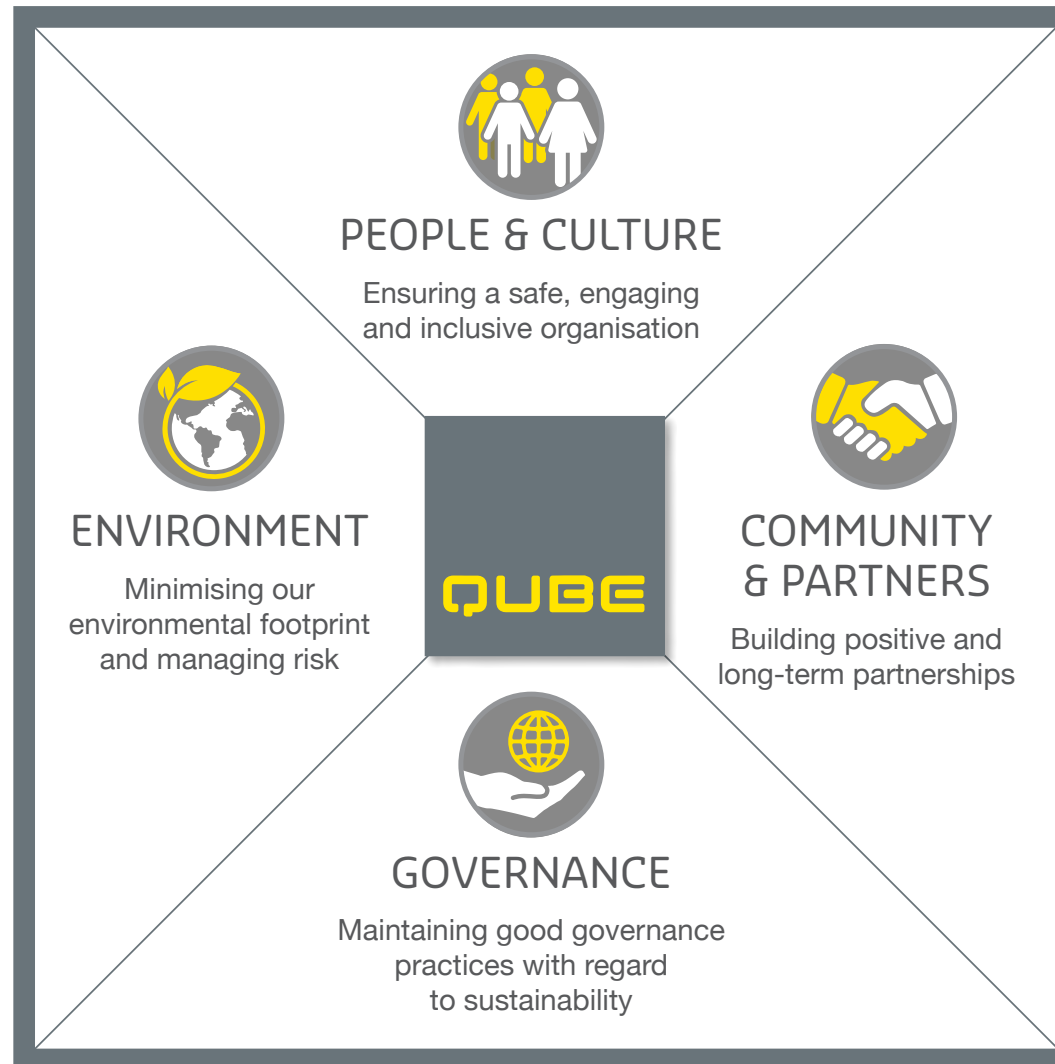 PEOPLE & CULTURE
Ensuring a safe, engaging
and inclusive organisation
ENVIRONMENT
Minimising our
environmental footprint
and managing risk
QUBE
COMMUNITY
& PARTNERS
Building positive and
long-term partnerships
GOVERNANCE
Maintaining good governance
practices with regard
to sustainability